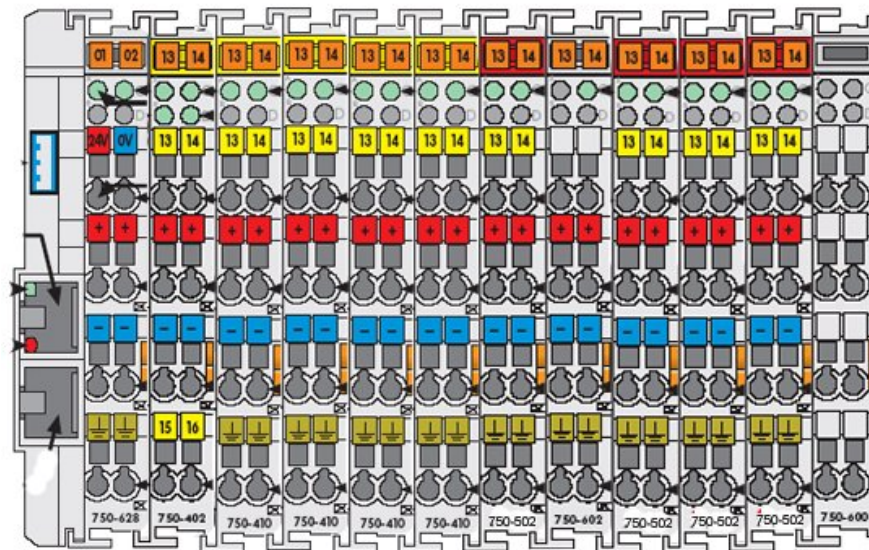 01 02 13 14 13 14 13 14 13 14 13 14 13 14 13 14 13 14 13 14 13 14
24V 0V 13 14 13 14 13 14 13 14 13 14 13 14 13 14 13 14 13 14
+ + + + + + + + + + + + + + + + + + + + + +
- - - - - - - - - - - - - - - - - - - - - -
15 16
750-628 750-402 750-410 750-410 750-410 750-410 750-502 750-602 750-502 750-502 750-502 750-600